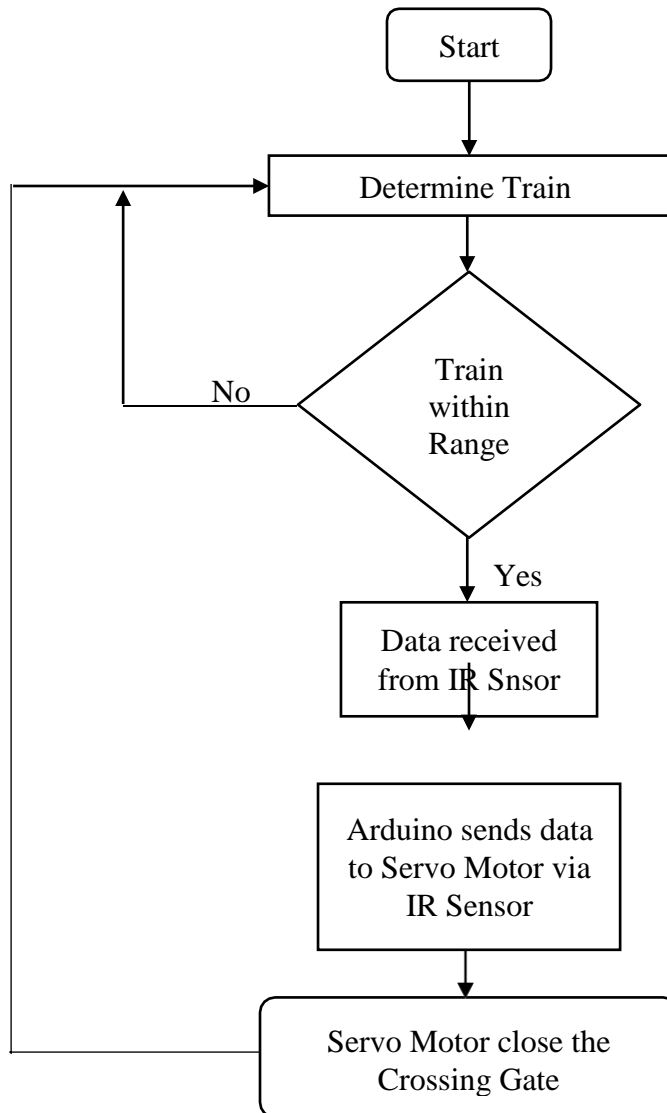 Start
Determine Train
Train
within
Range
No
Yes
Data received
from IR Snsor
Arduino sends data
to Servo Motor via
IR Sensor
Servo Motor close the
Crossing Gate